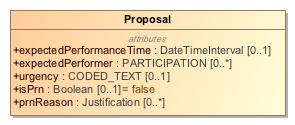 Proposal
attributes
+expectedPerformanceTime : DateTimeInterval [0..1]
+expectedPerformer : PARTICIPATION [0..*]
+urgency : CODED_TEXT [0..1]
+isPrn : Boolean [0..1]= false
+prnReason : Justification [0..*]